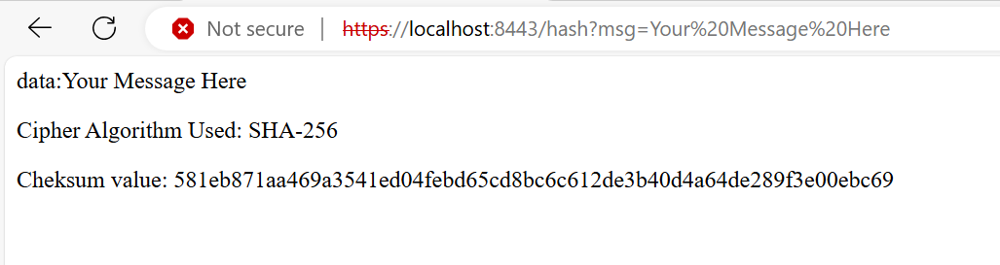 Not secure | https://localhost:8443/hash?msg=Your%20Message%20Here
data:Your Message Here
Cipher Algorithm Used: SHA-256
Cheksum value: 581eb871aa469a3541ed04febd65cd8bc6c612de3b40d4a64de289f3e00ebc69